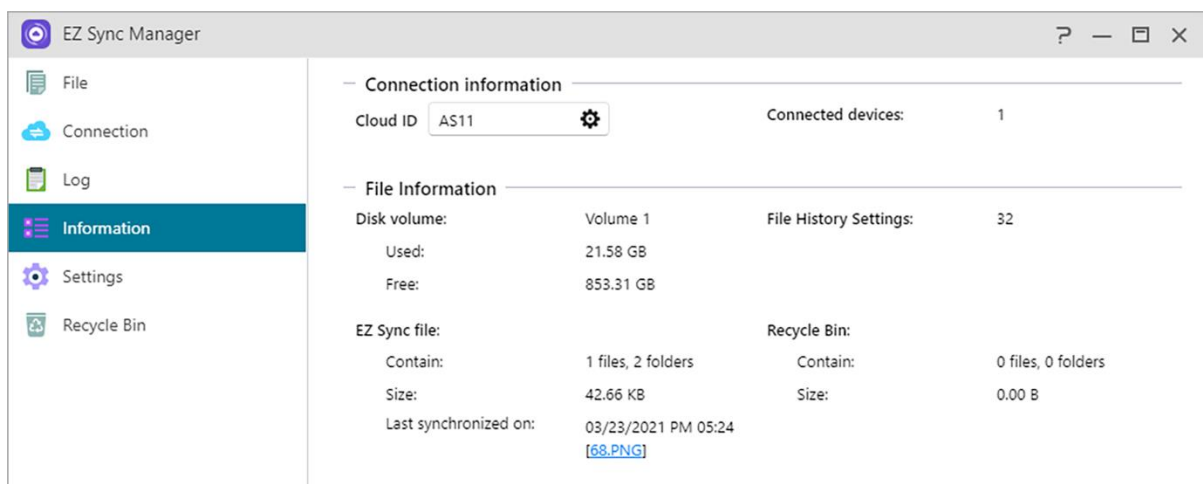 EZ Sync Manager
File
Connection
Log
Information
Settings
Recycle Bin
Connection information
Cloud ID AS11 Connected devices: 1
File Information
Disk volume: Volume 1 File History Settings: 32
Used: 21.58 GB
Free: 853.31 GB
EZ Sync file: Recycle Bin:
Contain: 1 files, 2 folders Contain: 0 files, 0 folders
Size: 42.66 KB Size: 0.00 B
Last synchronized on: 03/23/2021 PM 05:24
[68.PNG]